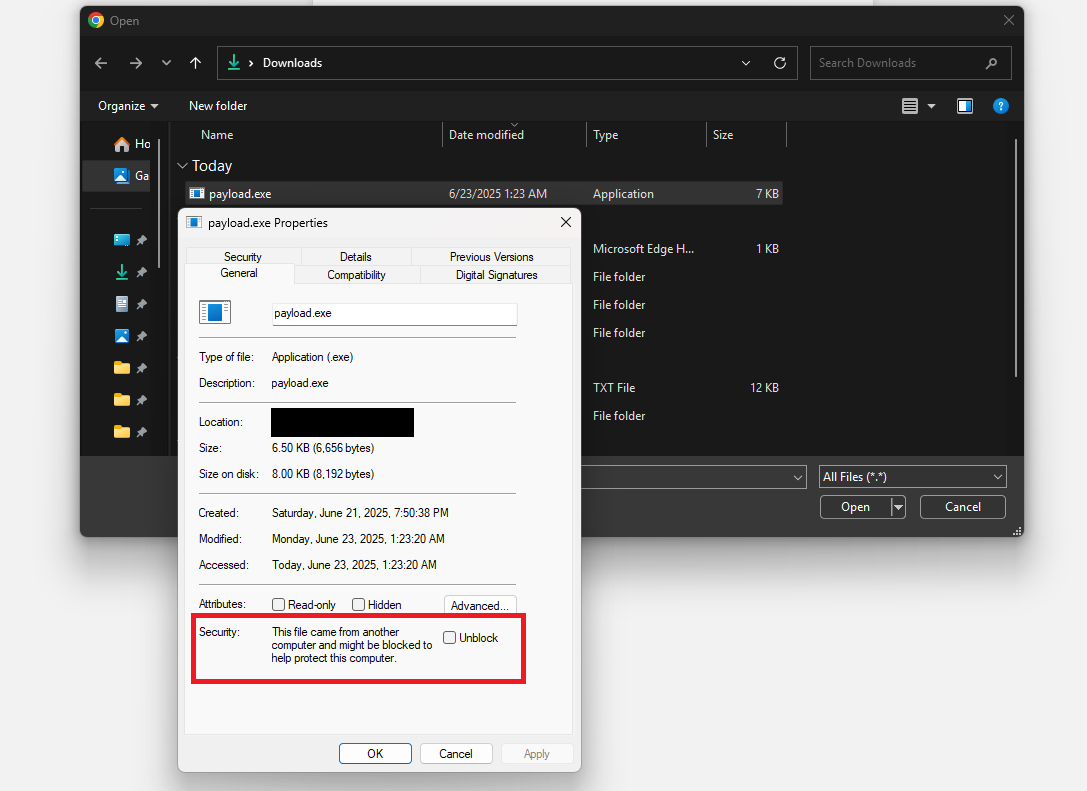 Open
Downloads
Search Downloads
Organize
New folder
Name
Date modified
Type
Size
Ho
Today
Ga
payload.exe
6/23/2025 1:23 AM
Application
7 KB
Microsoft Edge H...
1 KB
File folder
File folder
File folder
TXT File
12 KB
File folder
All Files (*.*)
Open
Cancel
payload.exe Properties
Security
Details
Previous Versions
General
Compatibility
Digital Signatures
payload.exe
Type of file:
Application (.exe)
Description:
payload.exe
Location:
Size:
6.50 KB (6,656 bytes)
Size on disk:
8.00 KB (8,192 bytes)
Created:
Saturday, June 21, 2025, 7:50:38 PM
Modified:
Monday, June 23, 2025, 1:23:20 AM
Accessed:
Today, June 23, 2025, 1:23:20 AM
Attributes:
Read-only
Hidden
Advanced...
Security:
This file came from another
computer and might be blocked to
help protect this computer.
Unblock
OK
Cancel
Apply